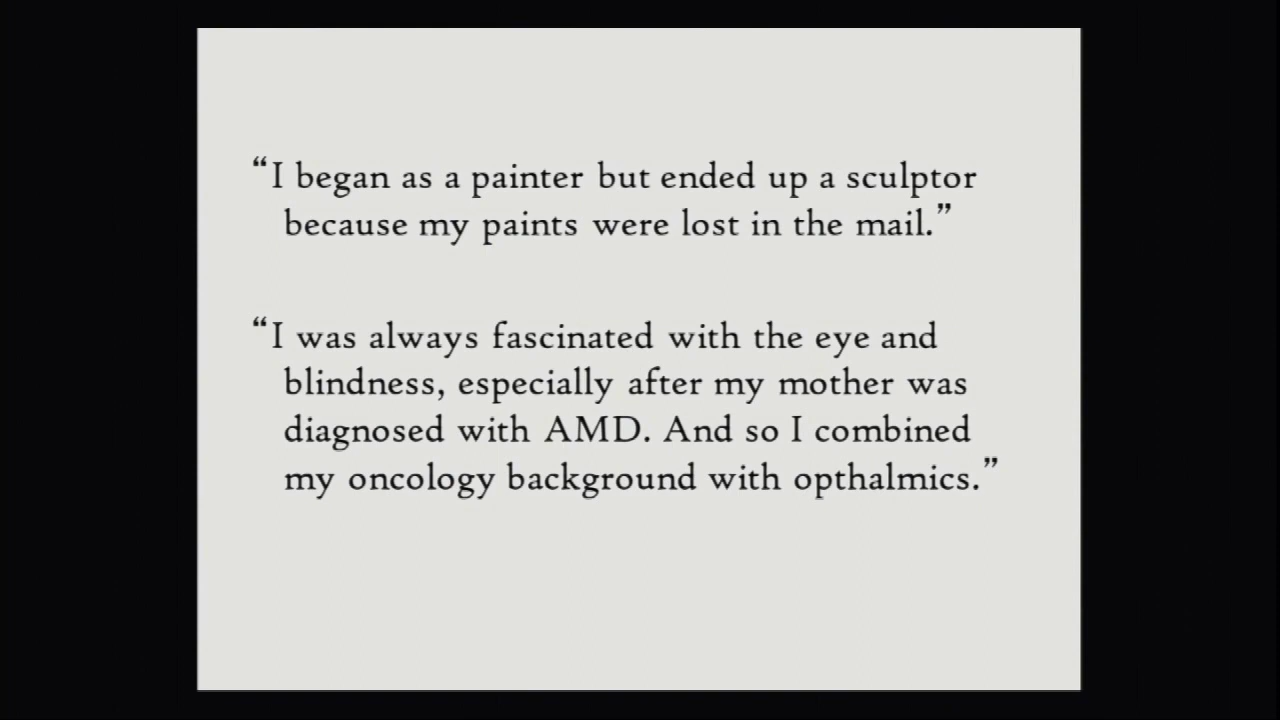 “I began as a painter but ended up a sculptor
because my paints were lost in the mail.”
“I was always fascinated with the eye and
blindness, especially after my mother was
diagnosed with AMD. And so I combined
my oncology background with opthalmics.”